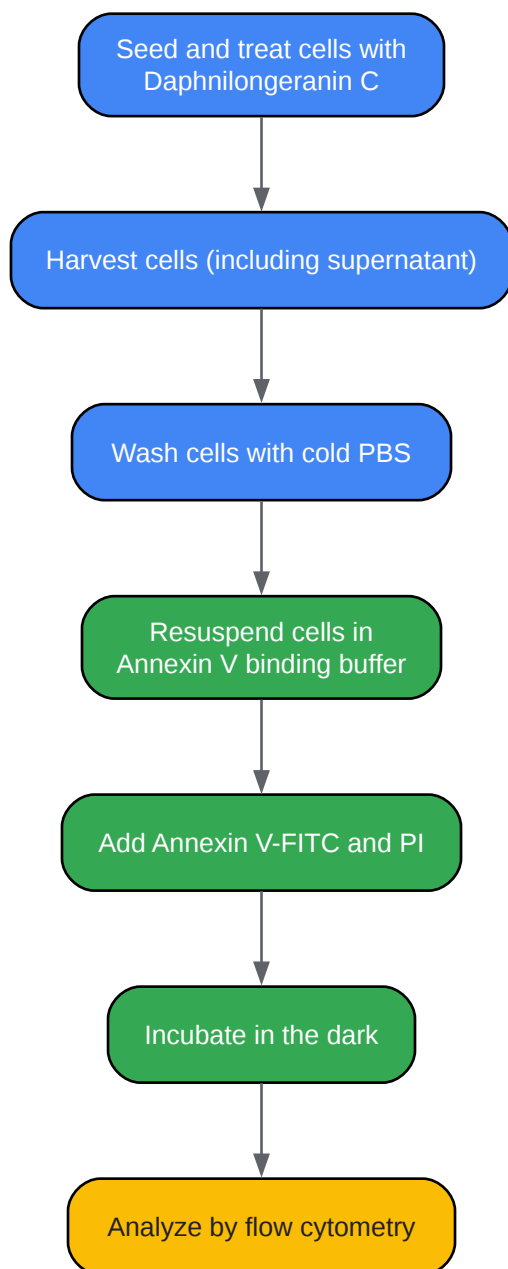 Seed and treat cells with
Daphnilongeranin C
Harvest cells (including supernatant)
Wash cells with cold PBS
Resuspend cells in
Annexin V binding buffer
Add Annexin V-FITC and PI
Incubate in the dark
Analyze by flow cytometry